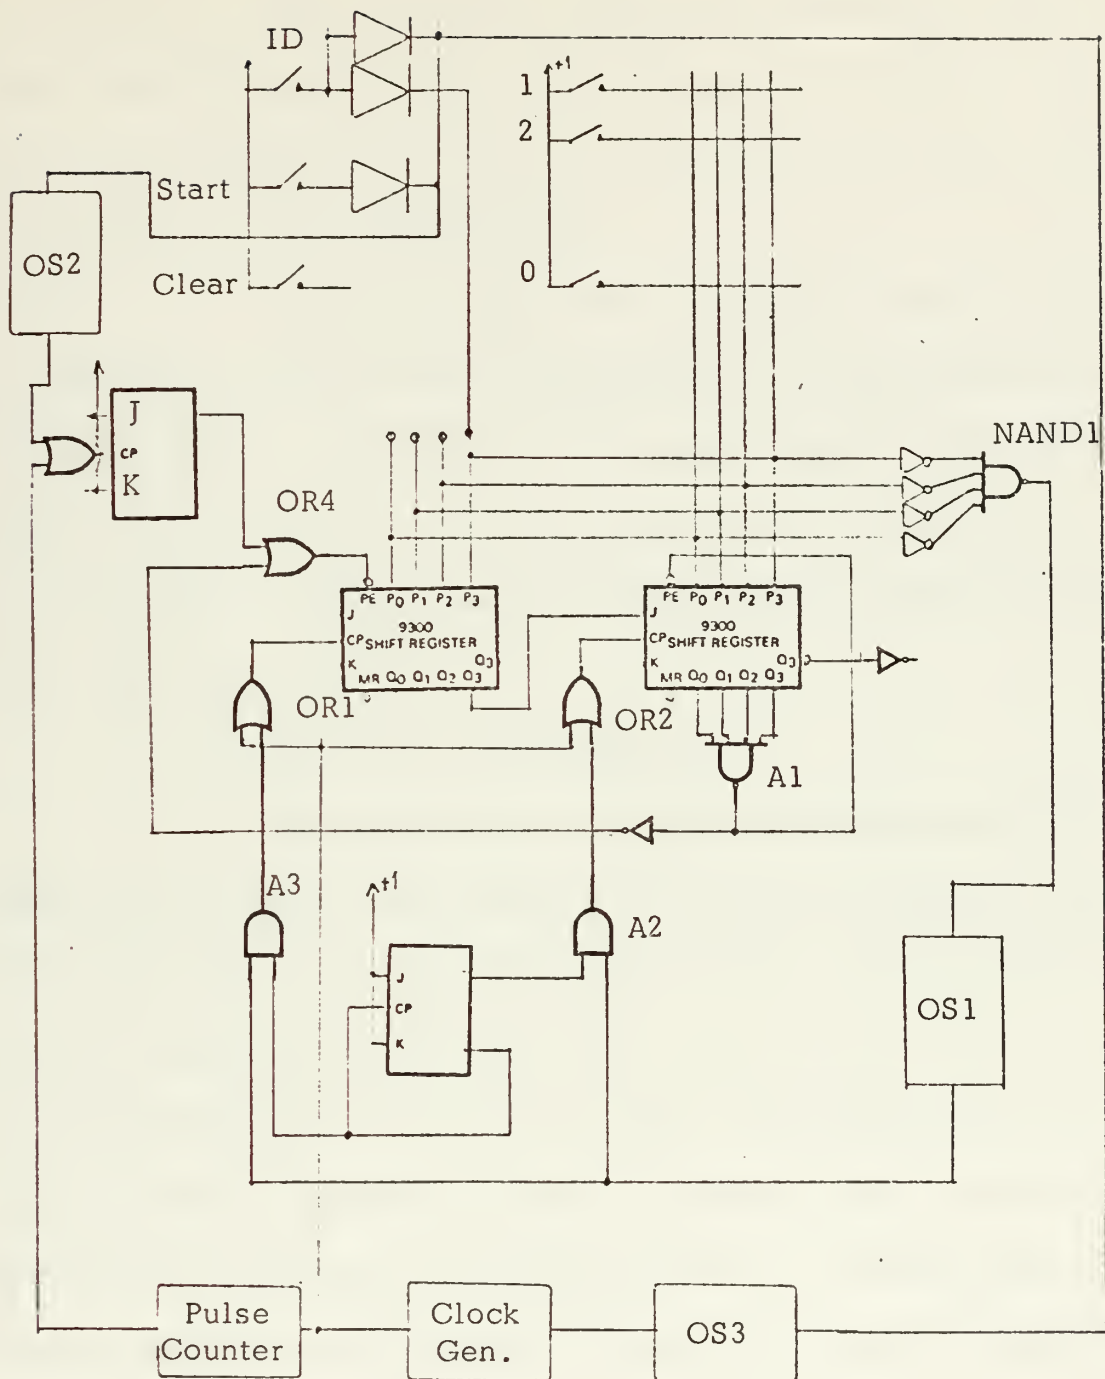 ID
+1
1
2
Start
OS2
Clear
0
J
CP
K
NAND1
OR4
PE P0 P1 P2 P3
J
9300
CP SHIFT REGISTER
K
Q3
MR Q0 Q1 Q2 Q3
PE P0 P1 P2 P3
J
9300
CP SHIFT REGISTER
K
Q3
MR Q0 Q1 Q2 Q3
OR1
OR2
A1
A3
+1
A2
J
CP
K
OS1
Pulse
Counter
Clock
Gen.
OS3